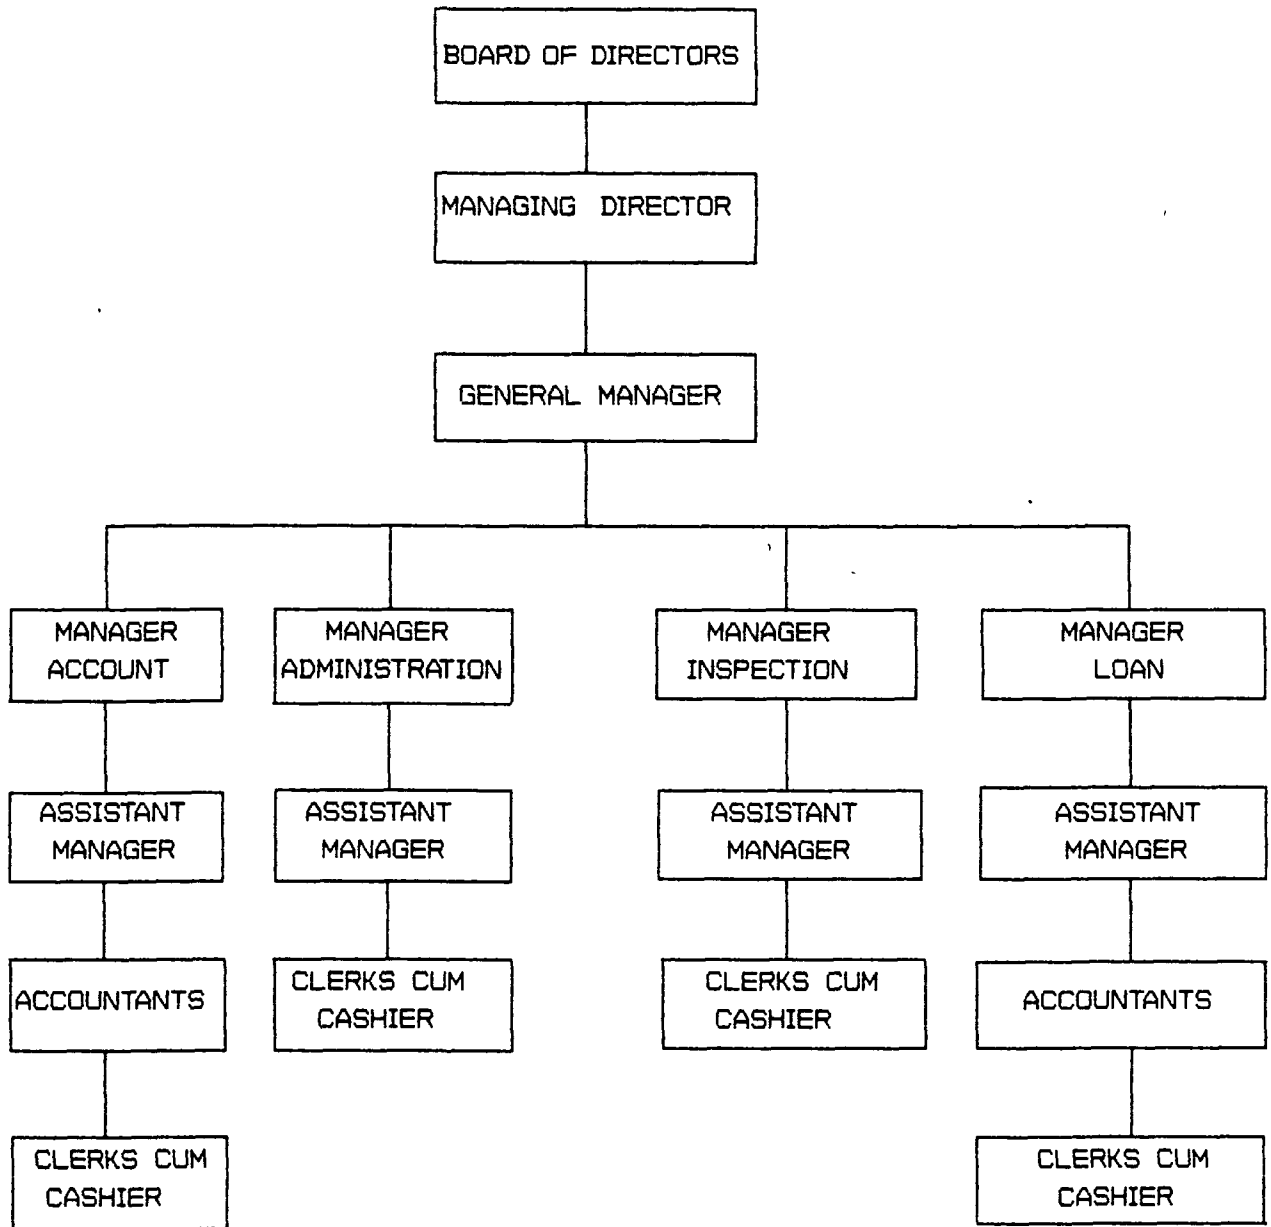 BOARD OF DIRECTORS
MANAGING DIRECTOR
GENERAL MANAGER
MANAGER
ACCOUNT
MANAGER
ADMINISTRATION
MANAGER
INSPECTION
MANAGER
LOAN
ASSISTANT
MANAGER
ASSISTANT
MANAGER
ASSISTANT
MANAGER
ASSISTANT
MANAGER
ACCOUNTANTS
CLERKS CUM
CASHIER
CLERKS CUM
CASHIER
ACCOUNTANTS
CLERKS CUM
CASHIER
CLERKS CUM
CASHIER